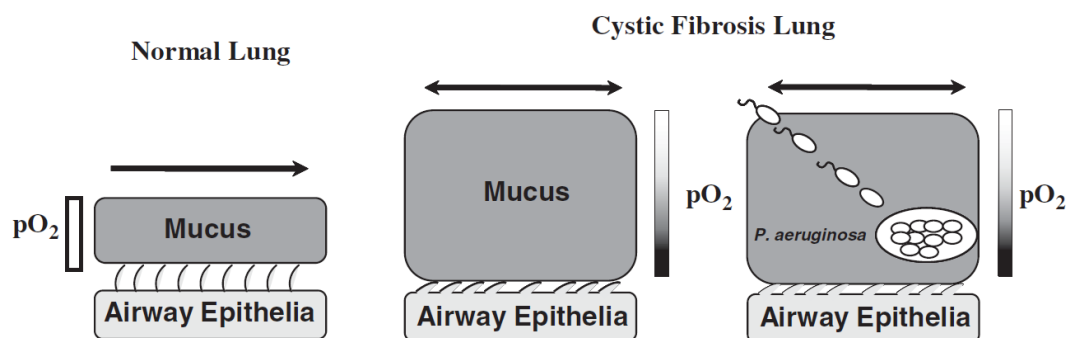 Normal Lung
Cystic Fibrosis Lung
pO2
Mucus
Airway Epithelia
Mucus
pO2
Airway Epithelia
P. aeruginosa
pO2
Airway Epithelia